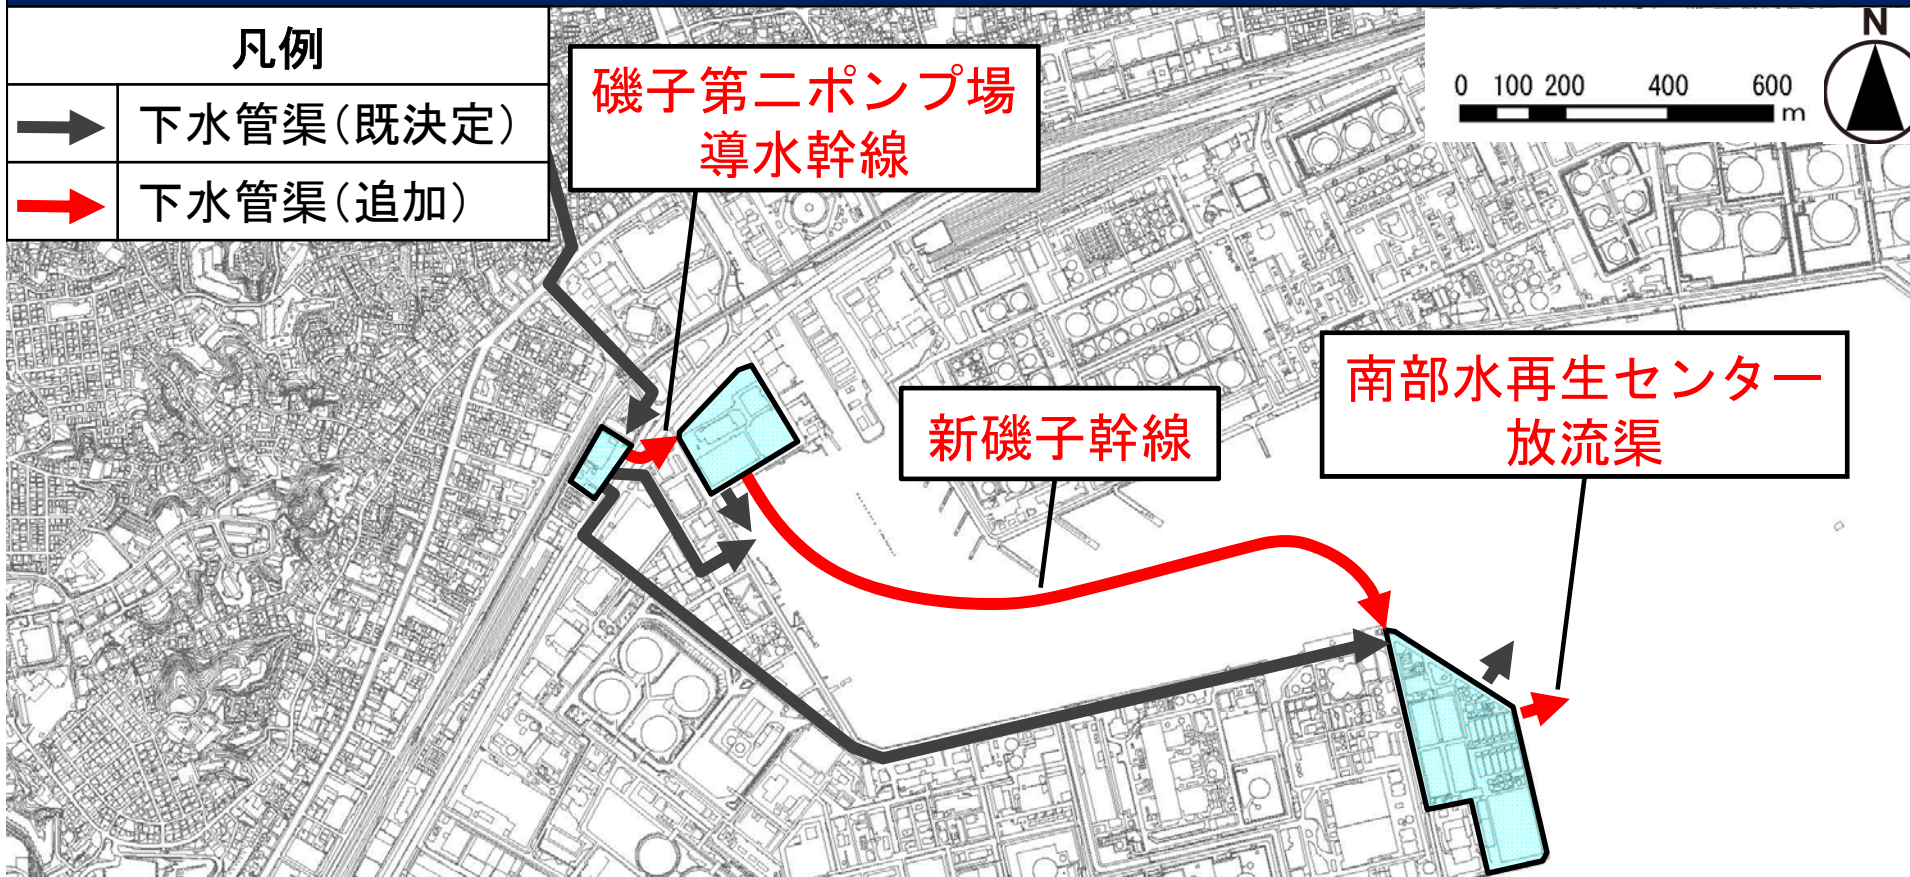 凡例
下水管渠（既決定）
下水管渠（追加）
磯子第二ポンプ場
導水幹線
0 100 200 400 600
m
N
新磯子幹線
南部水再生センター
放流渠